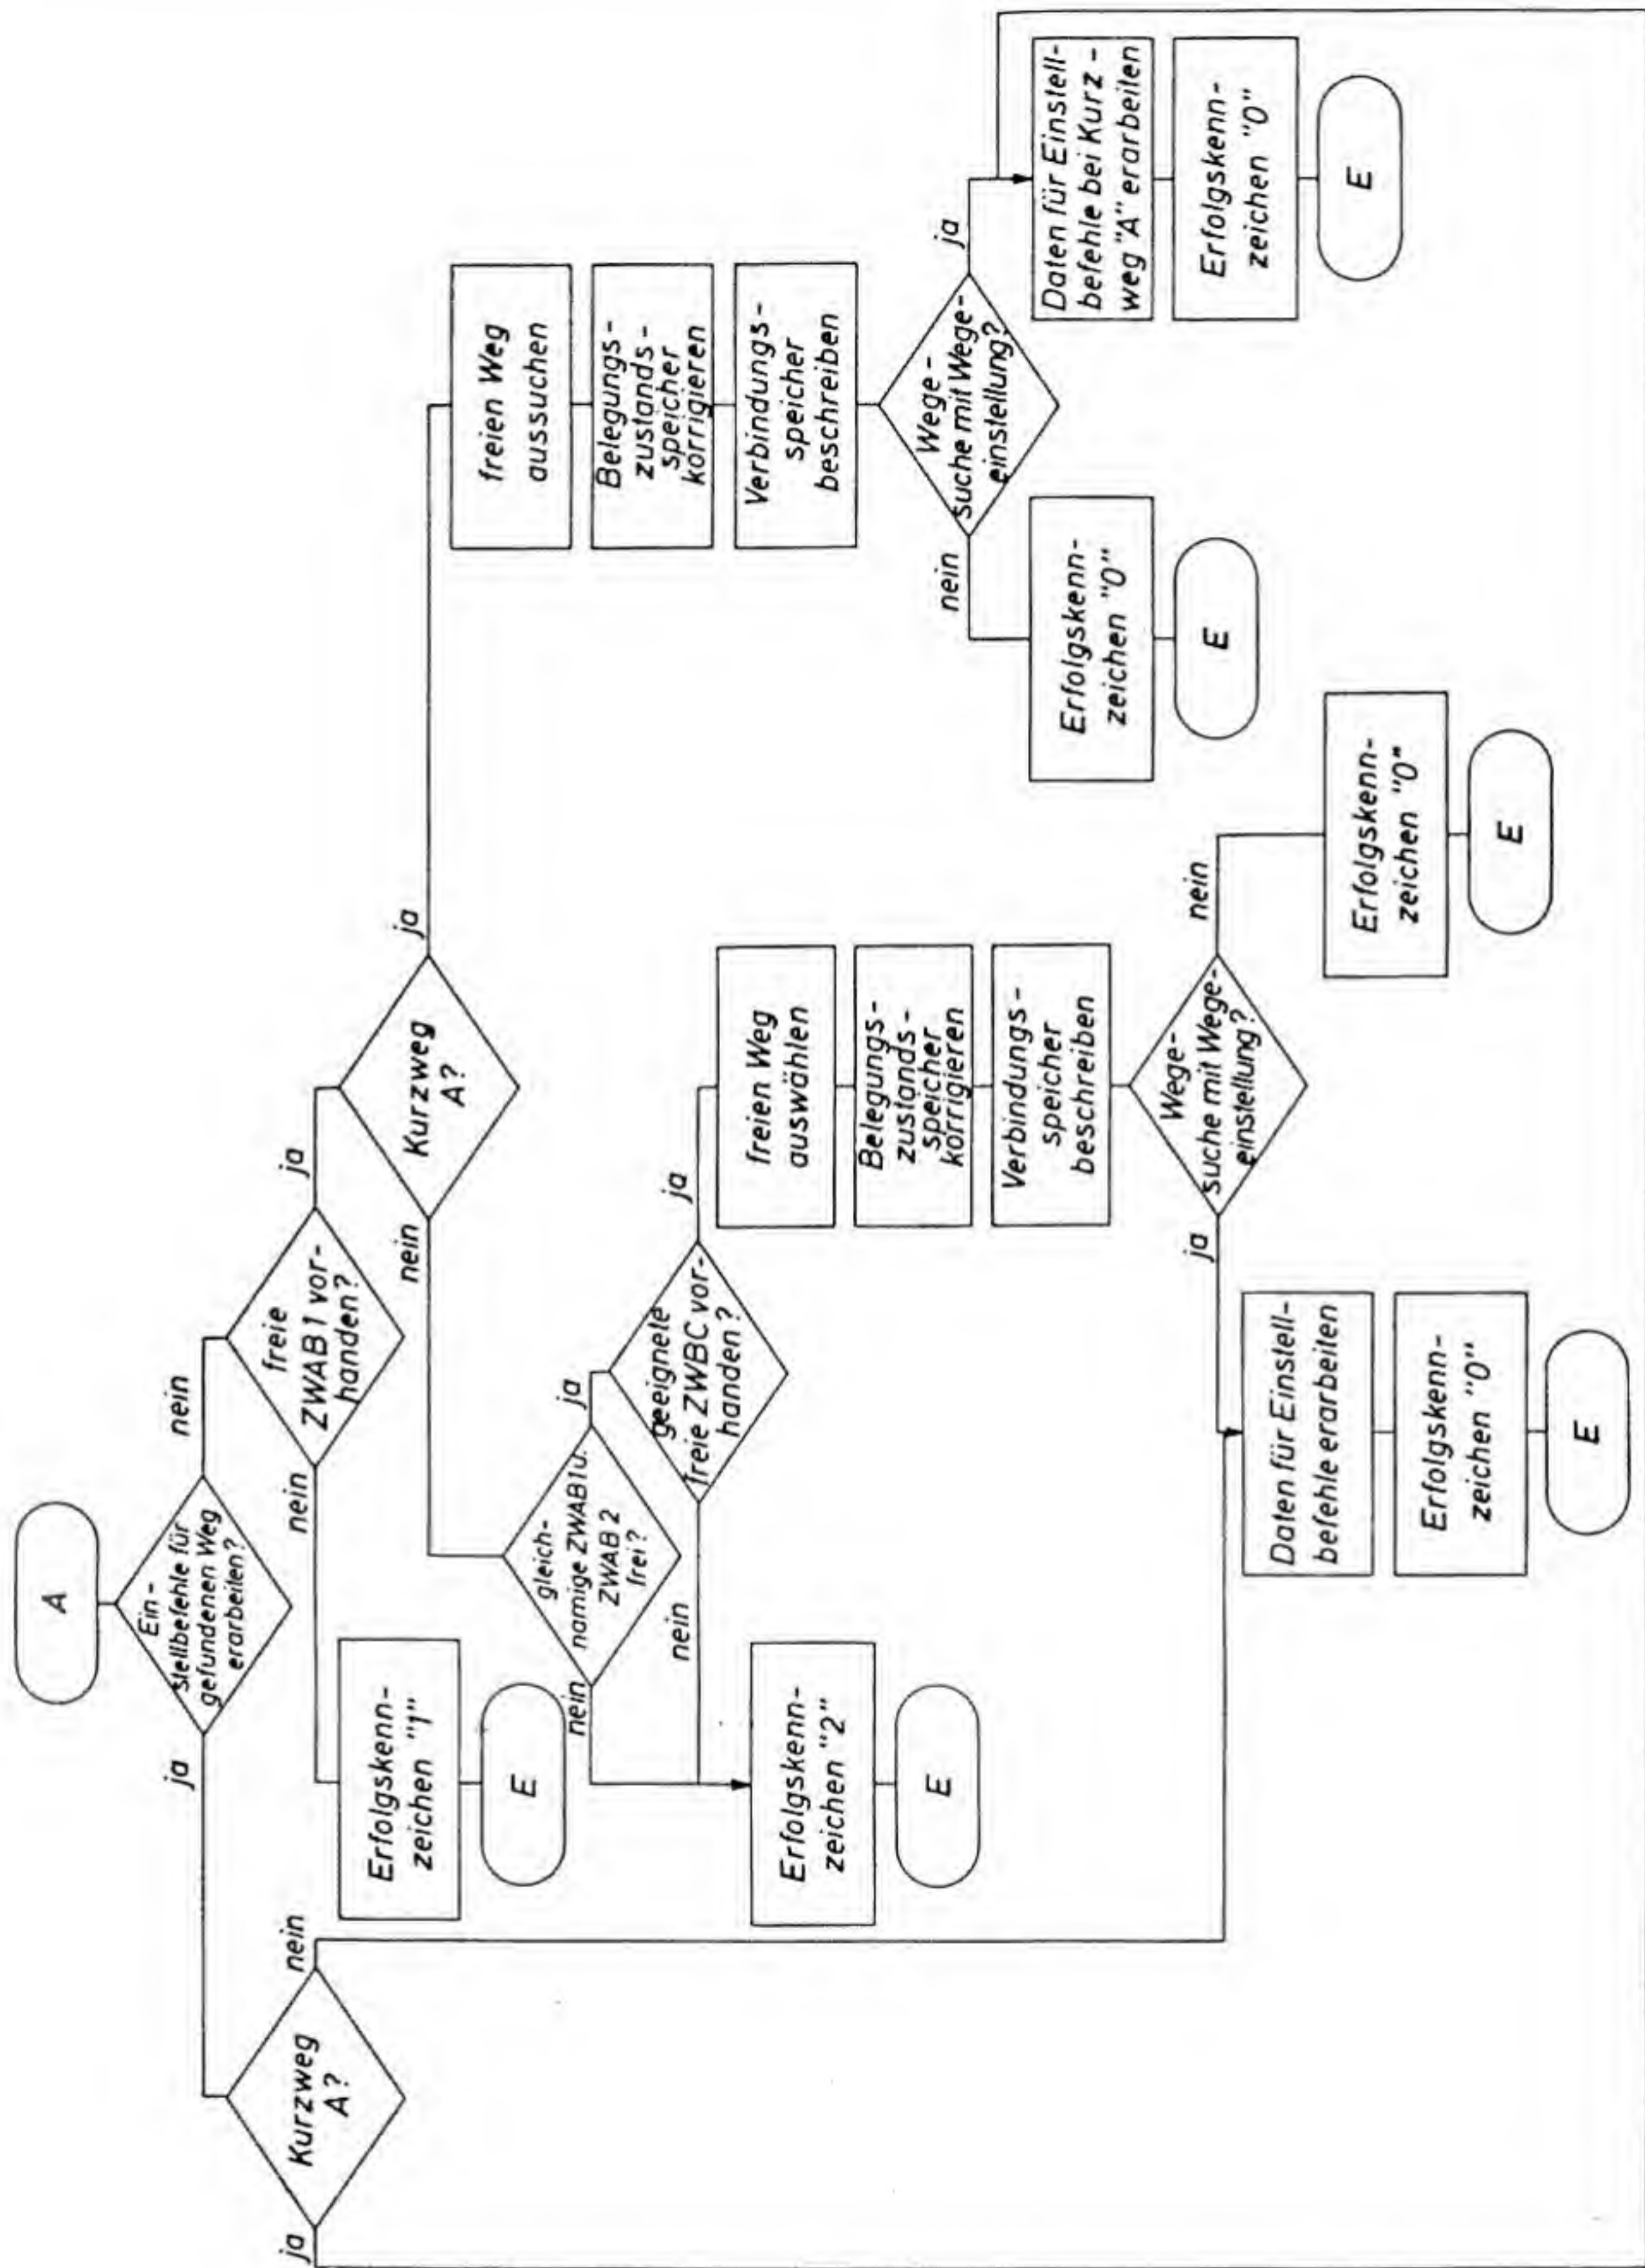 A
Ein-
stellbefehle für
gefundenen Weg
erarbeiten?
ja
nein
Kurzweg
A?
ja
nein
freie
ZWAB 1 vor-
handen?
nein
ja
Erfolgskenn-
zeichen "1"
E
Kurzweg
A?
nein
ja
gleich-
namige ZWAB 1 u.
ZWAB 2
frei?
nein
ja
geeignete
freie ZWBC vor-
handen?
nein
ja
Erfolgskenn-
zeichen "2"
E
freien Weg
auswählen
Belegungs-
zustands-
speicher
korrigieren
Verbindungs-
speicher
beschreiben
Wege-
suche mit Wege-
einstellung?
ja
nein
Daten für Einstell-
befehle erarbeiten
Erfolgskenn-
zeichen "0"
E
Erfolgskenn-
zeichen "0"
E
freien Weg
aussuchen
Belegungs-
zustands-
speicher
korrigieren
Verbindungs-
speicher
beschreiben
Wege-
suche mit Wege-
einstellung?
nein
ja
Erfolgskenn-
zeichen "0"
E
Daten für Einstell-
befehle bei Kurz-
weg "A" erarbeiten
Erfolgskenn-
zeichen "0"
E